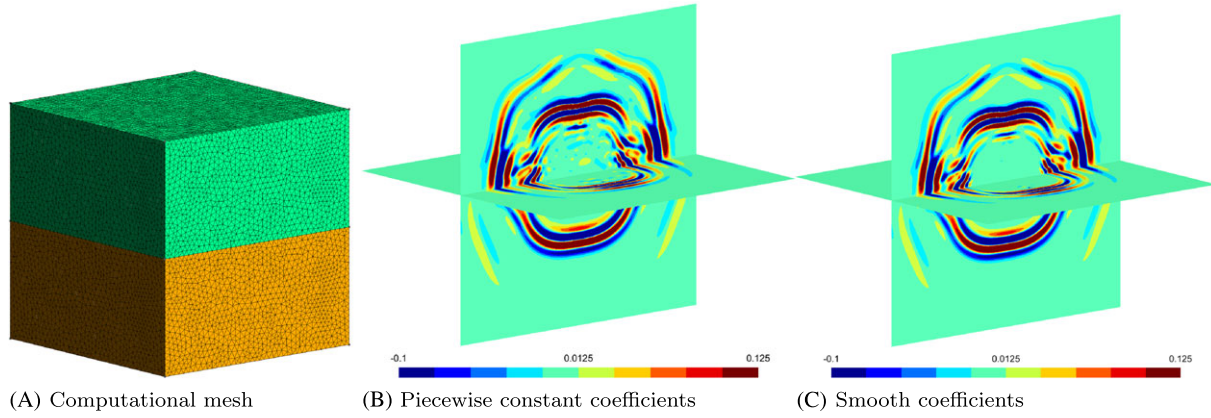 -0.1 0.0125 0.125 -0.1 0.0125 0.125
(A) Computational mesh (B) Piecewise constant coefficients (C) Smooth coefficients